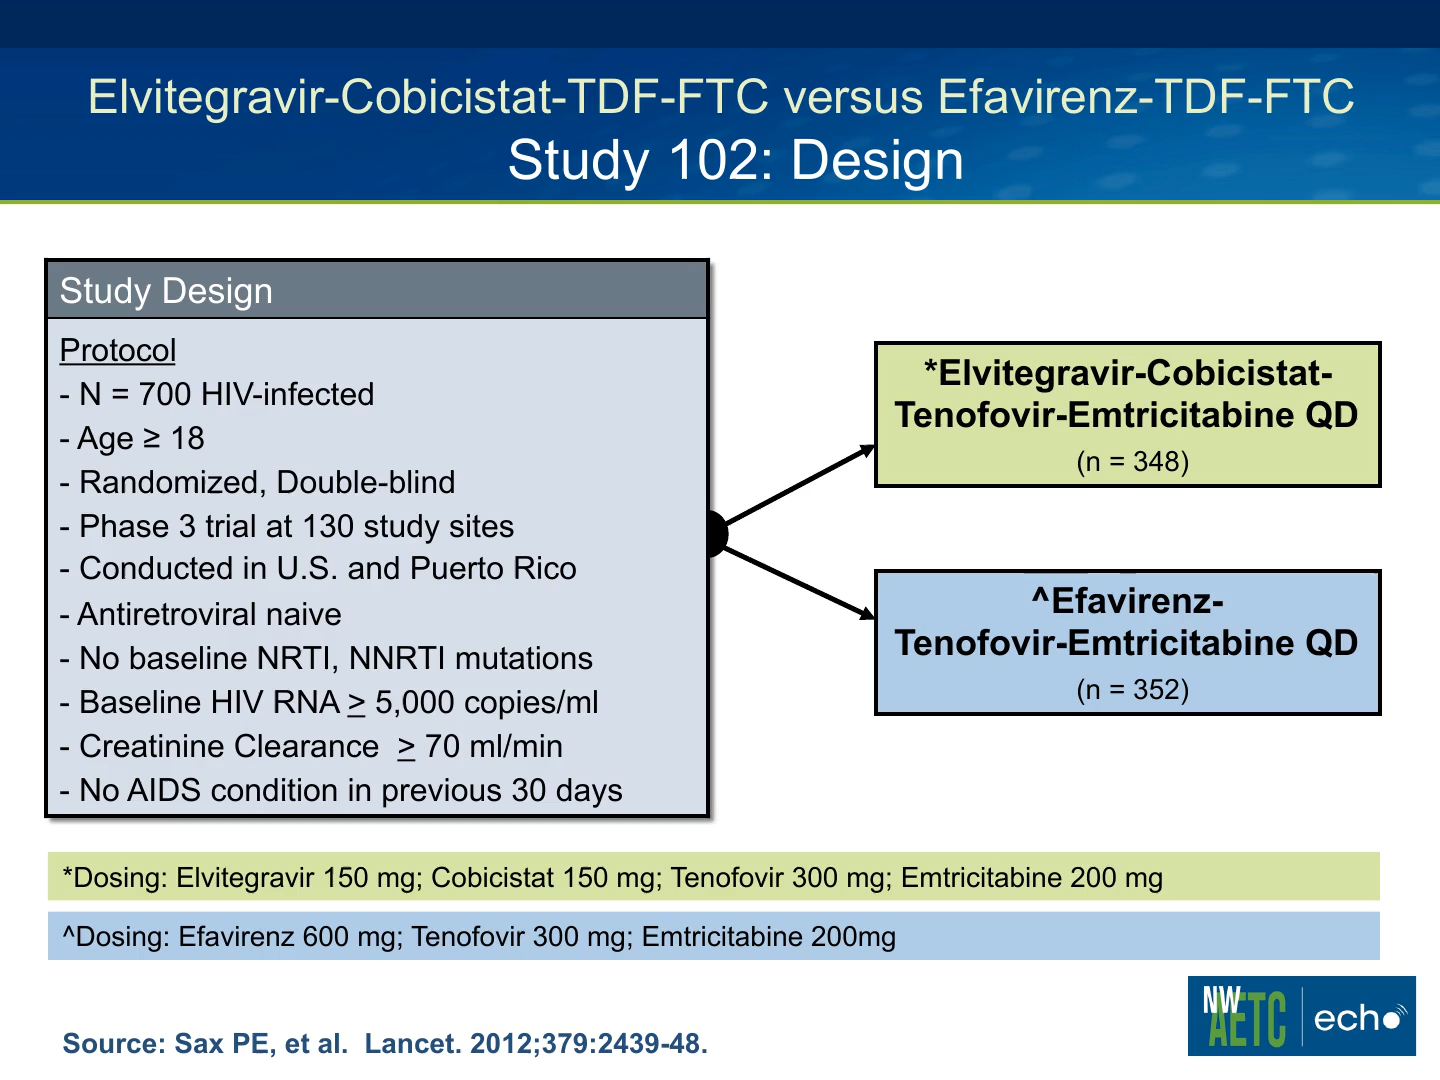 Elvitegravir-Cobicistat-TDF-FTC versus Efavirenz-TDF-FTC
Study 102: Design
Study Design
Protocol
- N = 700 HIV-infected
- Age ≥ 18
- Randomized, Double-blind
- Phase 3 trial at 130 study sites
- Conducted in U.S. and Puerto Rico
- Antiretroviral naive
- No baseline NRTI, NNRTI mutations
- Baseline HIV RNA ≥ 5,000 copies/ml
- Creatinine Clearance ≥ 70 ml/min
- No AIDS condition in previous 30 days
*Elvitegravir-Cobicistat-
Tenofovir-Emtricitabine QD
(n = 348)
^Efavirenz-
Tenofovir-Emtricitabine QD
(n = 352)
*Dosing: Elvitegravir 150 mg; Cobicistat 150 mg; Tenofovir 300 mg; Emtricitabine 200 mg
^Dosing: Efavirenz 600 mg; Tenofovir 300 mg; Emtricitabine 200mg
Source: Sax PE, et al. Lancet. 2012;379:2439-48.
NW
AETC
echo